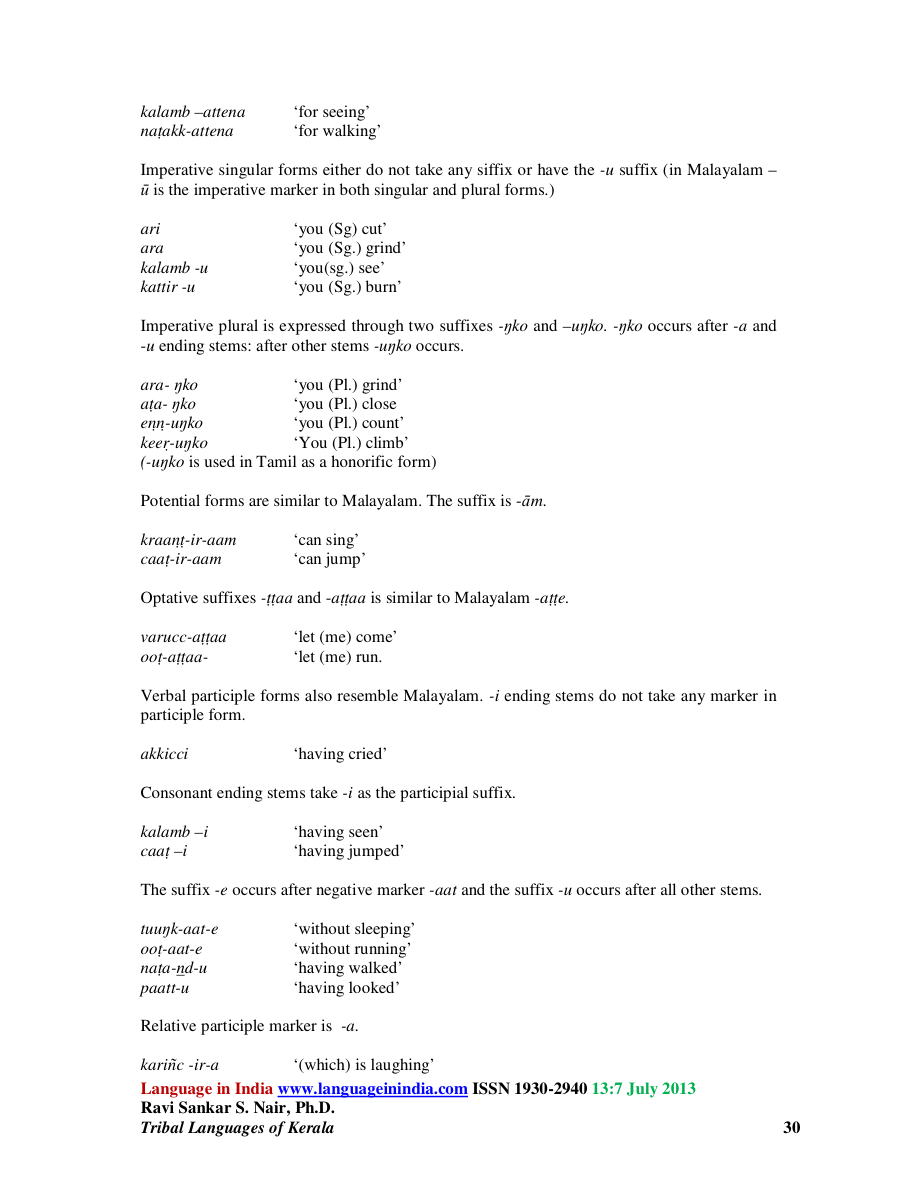 kalamb –attena ‘for seeing’
naṭakk-attena ‘for walking’
Imperative singular forms either do not take any siffix or have the -u suffix (in Malayalam –
ū is the imperative marker in both singular and plural forms.)
ari ‘you (Sg) cut’
ara ‘you (Sg.) grind’
kalamb -u ‘you(sg.) see’
kattir -u ‘you (Sg.) burn’
Imperative plural is expressed through two suffixes -ŋko and –uŋko. -ŋko occurs after -a and
-u ending stems: after other stems -uŋko occurs.
ara- ŋko ‘you (Pl.) grind’
aṭa- ŋko ‘you (Pl.) close
eṇṇ-uŋko ‘you (Pl.) count’
keeṛ-uŋko ‘You (Pl.) climb’
(-uŋko is used in Tamil as a honorific form)
Potential forms are similar to Malayalam. The suffix is -ām.
kraaṇṭ-ir-aam ‘can sing’
caaṭ-ir-aam ‘can jump’
Optative suffixes -ṭṭaa and -aṭṭaa is similar to Malayalam -aṭṭe.
varucc-aṭṭaa ‘let (me) come’
ooṭ-aṭṭaa- ‘let (me) run.
Verbal participle forms also resemble Malayalam. -i ending stems do not take any marker in
participle form.
akkicci ‘having cried’
Consonant ending stems take -i as the participial suffix.
kalamb –i ‘having seen’
caaṭ –i ‘having jumped’
The suffix -e occurs after negative marker -aat and the suffix -u occurs after all other stems.
tuuŋk-aat-e ‘without sleeping’
ooṭ-aat-e ‘without running’
naṭa-ṉd-u ‘having walked’
paatt-u ‘having looked’
Relative participle marker is -a.
kariñc -ir-a ‘(which) is laughing’
Language in India www.languageinindia.com ISSN 1930-2940 13:7 July 2013
Ravi Sankar S. Nair, Ph.D.
Tribal Languages of Kerala 30